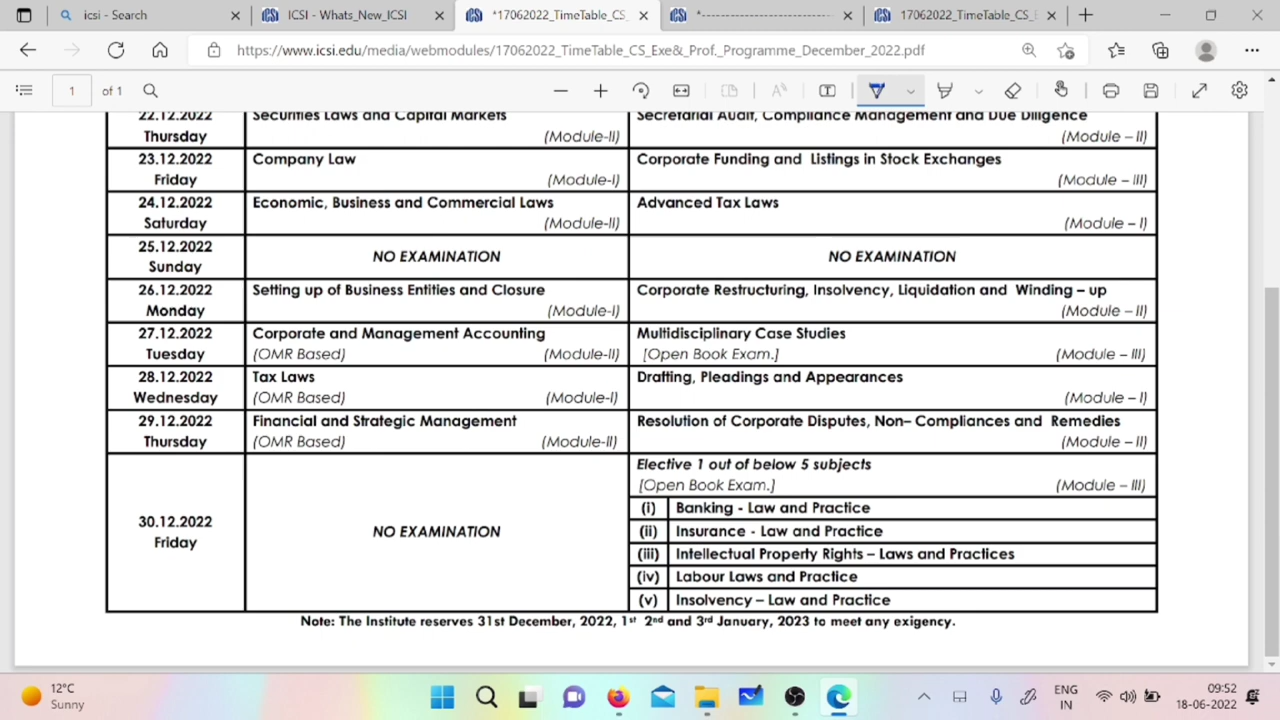 icsi - Search
ICSI - Whats_New_ICSI
*17062022_TimeTable_CS_
*-----------------------
17062022_TimeTable_CS_E
https://www.icsi.edu/media/webmodules/17062022_TimeTable_CS_Exe&_Prof._Programme_December_2022.pdf
1 of 1
22.12.2022 Securities Laws and Capital Markets Secretarial Audit, Compliance Management and Due Diligence
Thursday (Module-II) (Module – II)
23.12.2022 Company Law Corporate Funding and Listings in Stock Exchanges
Friday (Module-I) (Module – III)
24.12.2022 Economic, Business and Commercial Laws Advanced Tax Laws
Saturday (Module-II) (Module – I)
25.12.2022
Sunday NO EXAMINATION NO EXAMINATION
26.12.2022 Setting up of Business Entities and Closure Corporate Restructuring, Insolvency, Liquidation and Winding – up
Monday (Module-I) (Module – II)
27.12.2022 Corporate and Management Accounting Multidisciplinary Case Studies
Tuesday (OMR Based) (Module-II) [Open Book Exam.] (Module – III)
28.12.2022 Tax Laws Drafting, Pleadings and Appearances
Wednesday (OMR Based) (Module-I) (Module – I)
29.12.2022 Financial and Strategic Management Resolution of Corporate Disputes, Non– Compliances and Remedies
Thursday (OMR Based) (Module-II) (Module – II)
Elective 1 out of below 5 subjects
[Open Book Exam.] (Module – III)
(i) Banking - Law and Practice
30.12.2022
Friday NO EXAMINATION (ii) Insurance - Law and Practice
(iii) Intellectual Property Rights – Laws and Practices
(iv) Labour Laws and Practice
(v) Insolvency – Law and Practice
Note: The Institute reserves 31st December, 2022, 1st 2nd and 3rd January, 2023 to meet any exigency.
12°C
Sunny
ENG
IN
09:52
18-06-2022